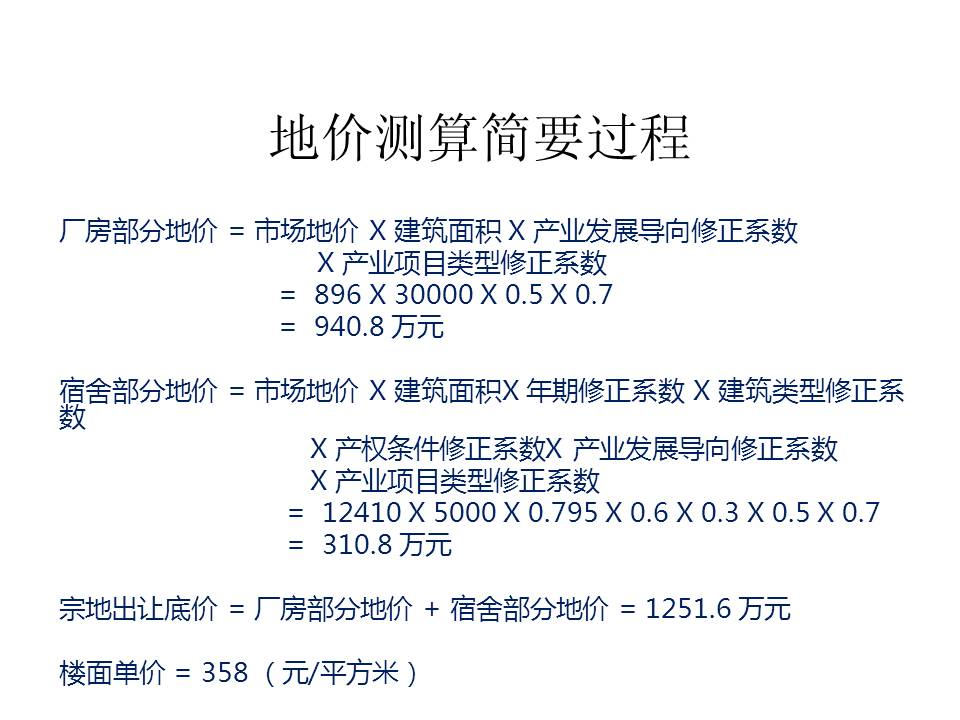 地价测算简要过程
厂房部分地价 = 市场地价 X 建筑面积 X 产业发展导向修正系数
X 产业项目类型修正系数
= 896 X 30000 X 0.5 X 0.7
= 940.8 万元
宿舍部分地价 = 市场地价 X 建筑面积X 年期修正系数 X 建筑类型修正系
数
X 产权条件修正系数X 产业发展导向修正系数
X 产业项目类型修正系数
= 12410 X 5000 X 0.795 X 0.6 X 0.3 X 0.5 X 0.7
= 310.8 万元
宗地出让底价 = 厂房部分地价 + 宿舍部分地价 = 1251.6 万元
楼面单价 = 358 （元/平方米）